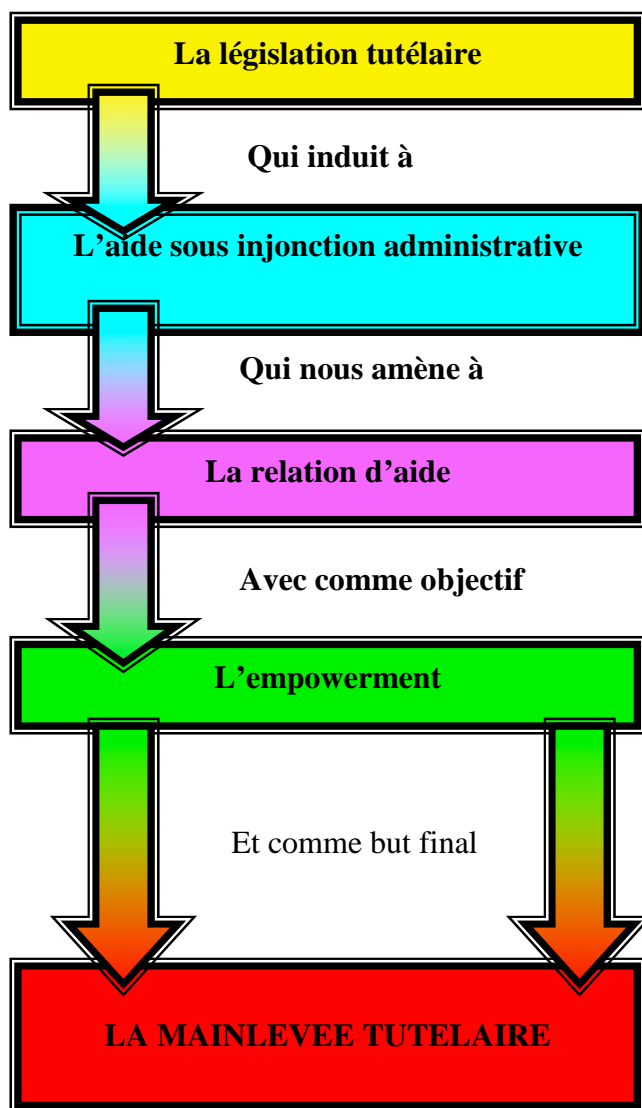 La législation tutélaire
Qui induit à
L'aide sous injonction administrative
Qui nous amène à
La relation d'aide
Avec comme objectif
L'empowerment
Et comme but final
LA MAINLEVEE TUTELAIRE